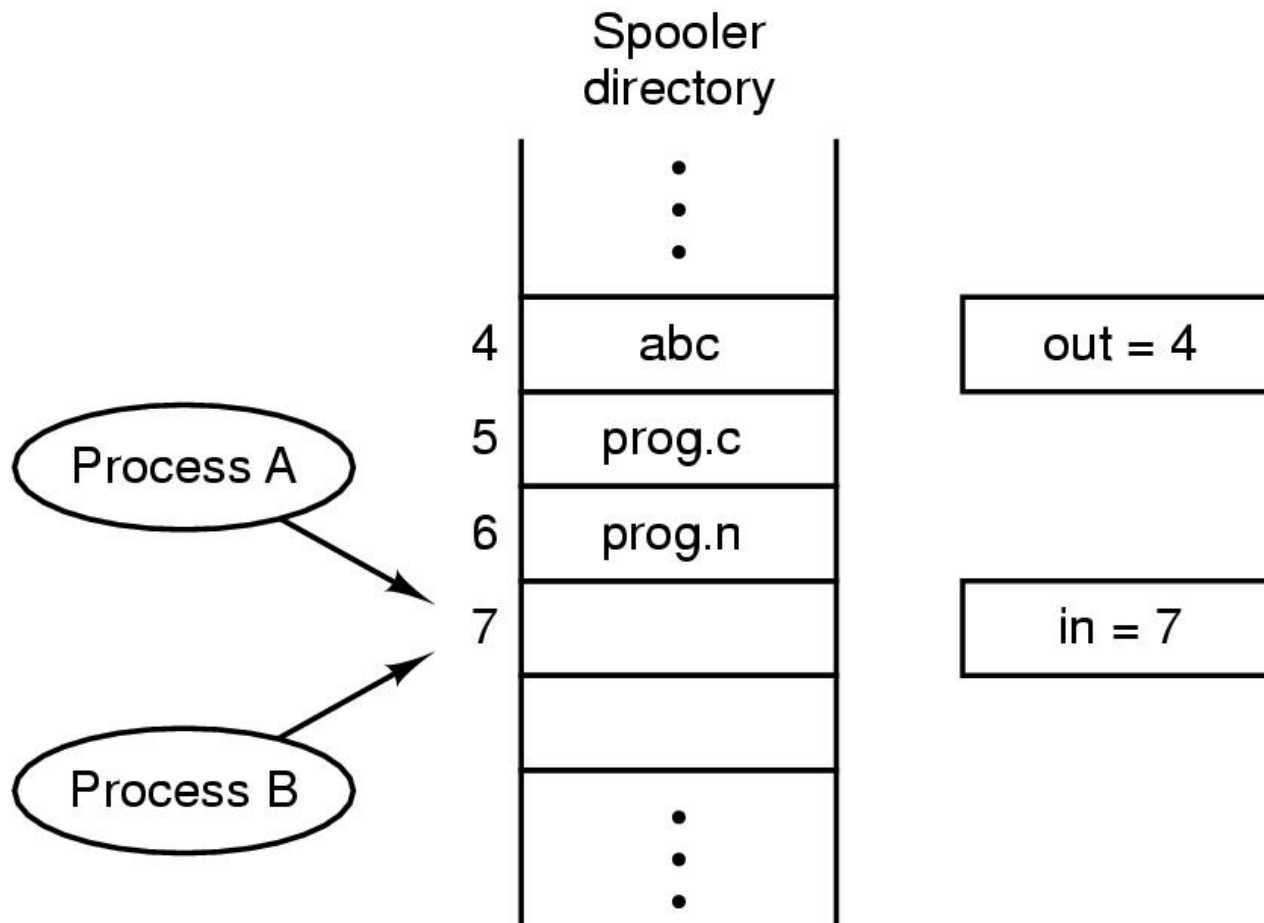 Spooler
directory
4
abc
out = 4
Process A
5
prog.c
6
prog.n
7
in = 7
Process B